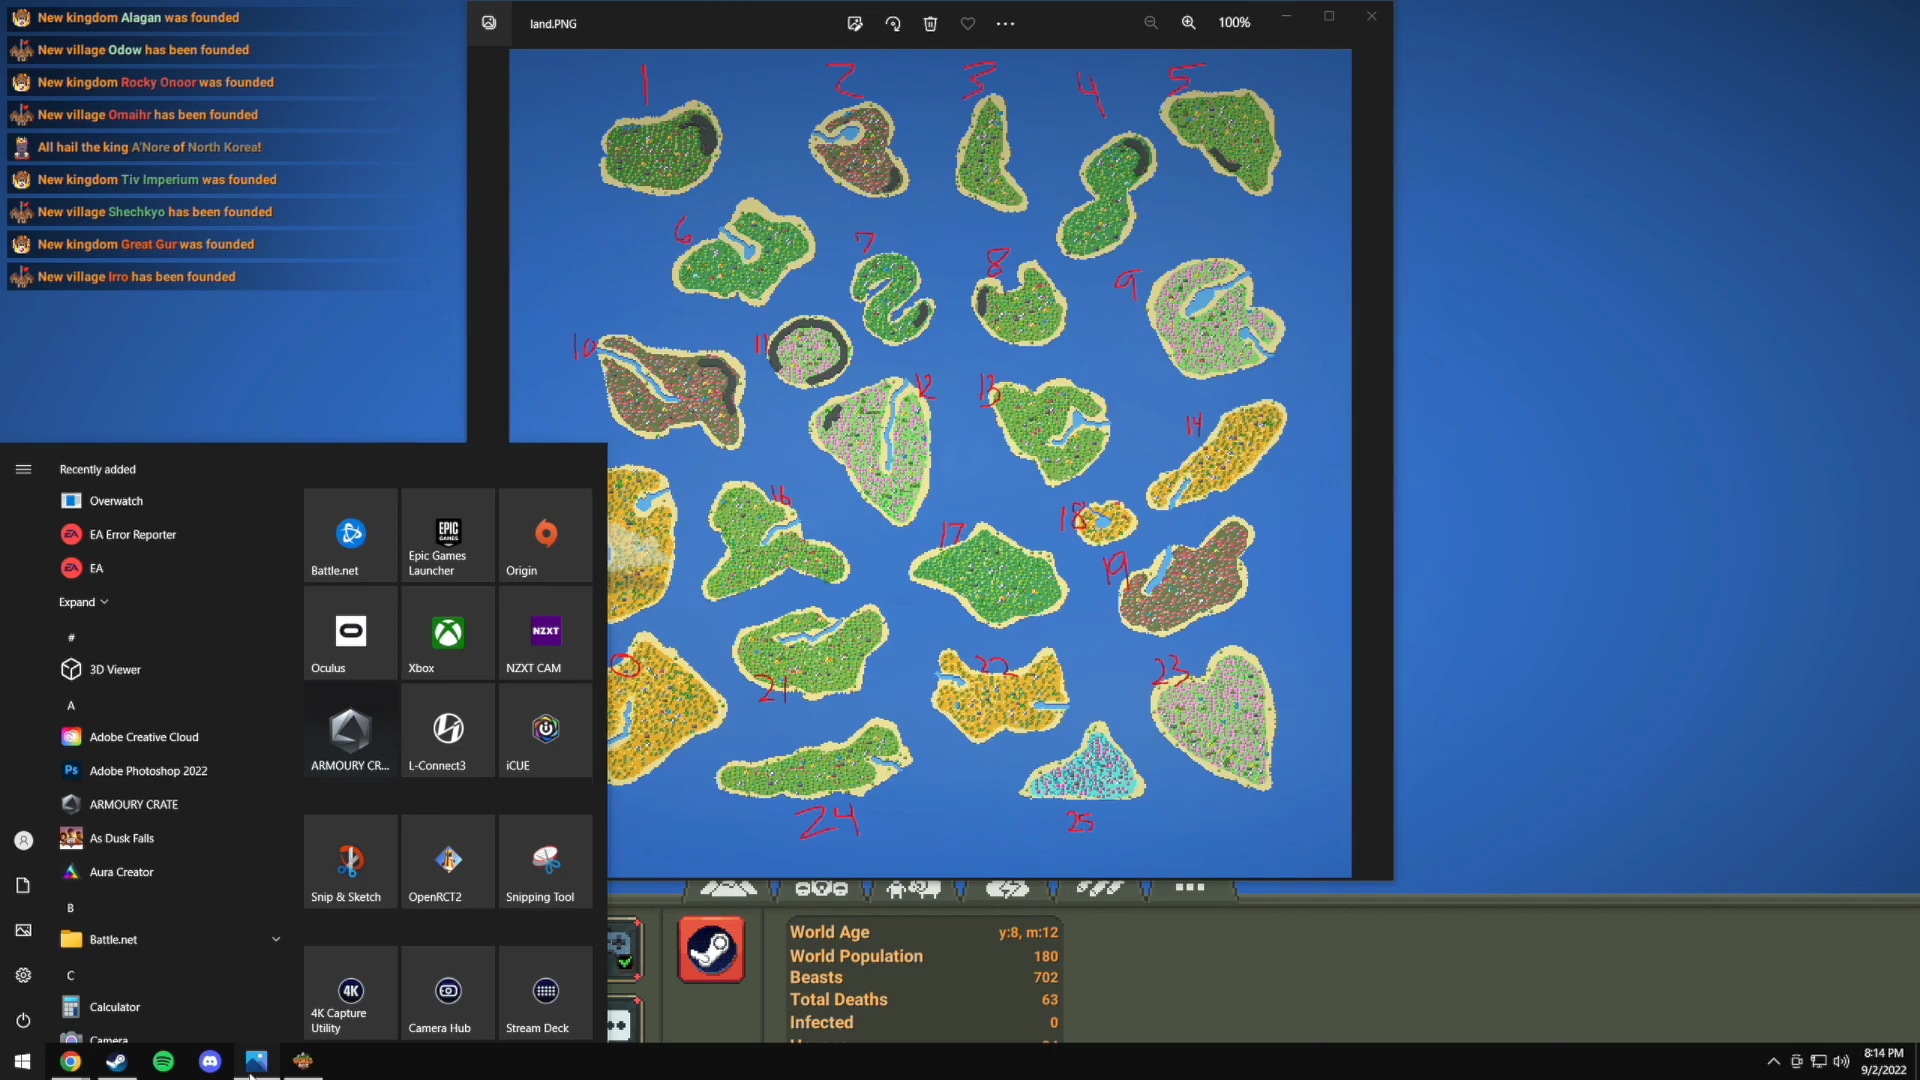 New kingdom Alagan was founded
New village Odow has been founded
New kingdom Rocky Onoor was founded
New village Omaihr has been founded
All hail the king A'Nore of North Korea!
New kingdom Tiv Imperium was founded
New village Shechkyo has been founded
New kingdom Great Gur was founded
New village Irro has been founded
land.PNG
100%
1
2
3
4
5
6
7
8
9
10
11
12
13
14
16
17
18
19
21
22
23
24
25
Recently added
Overwatch
EA Error Reporter
EA
Expand
#
3D Viewer
A
Adobe Creative Cloud
Adobe Photoshop 2022
ARMOURY CRATE
As Dusk Falls
Aura Creator
B
Battle.net
C
Calculator
Camera
Battle.net
EPIC GAMES
Epic Games Launcher
Origin
Oculus
Xbox
NZXT
NZXT CAM
ARMOURY CR...
L-Connect3
iCUE
Snip & Sketch
OpenRCT2
Snipping Tool
4K
4K Capture Utility
Camera Hub
Stream Deck
World Age y:8, m:12
World Population 180
Beasts 702
Total Deaths 63
Infected 0
8:14 PM
9/2/2022